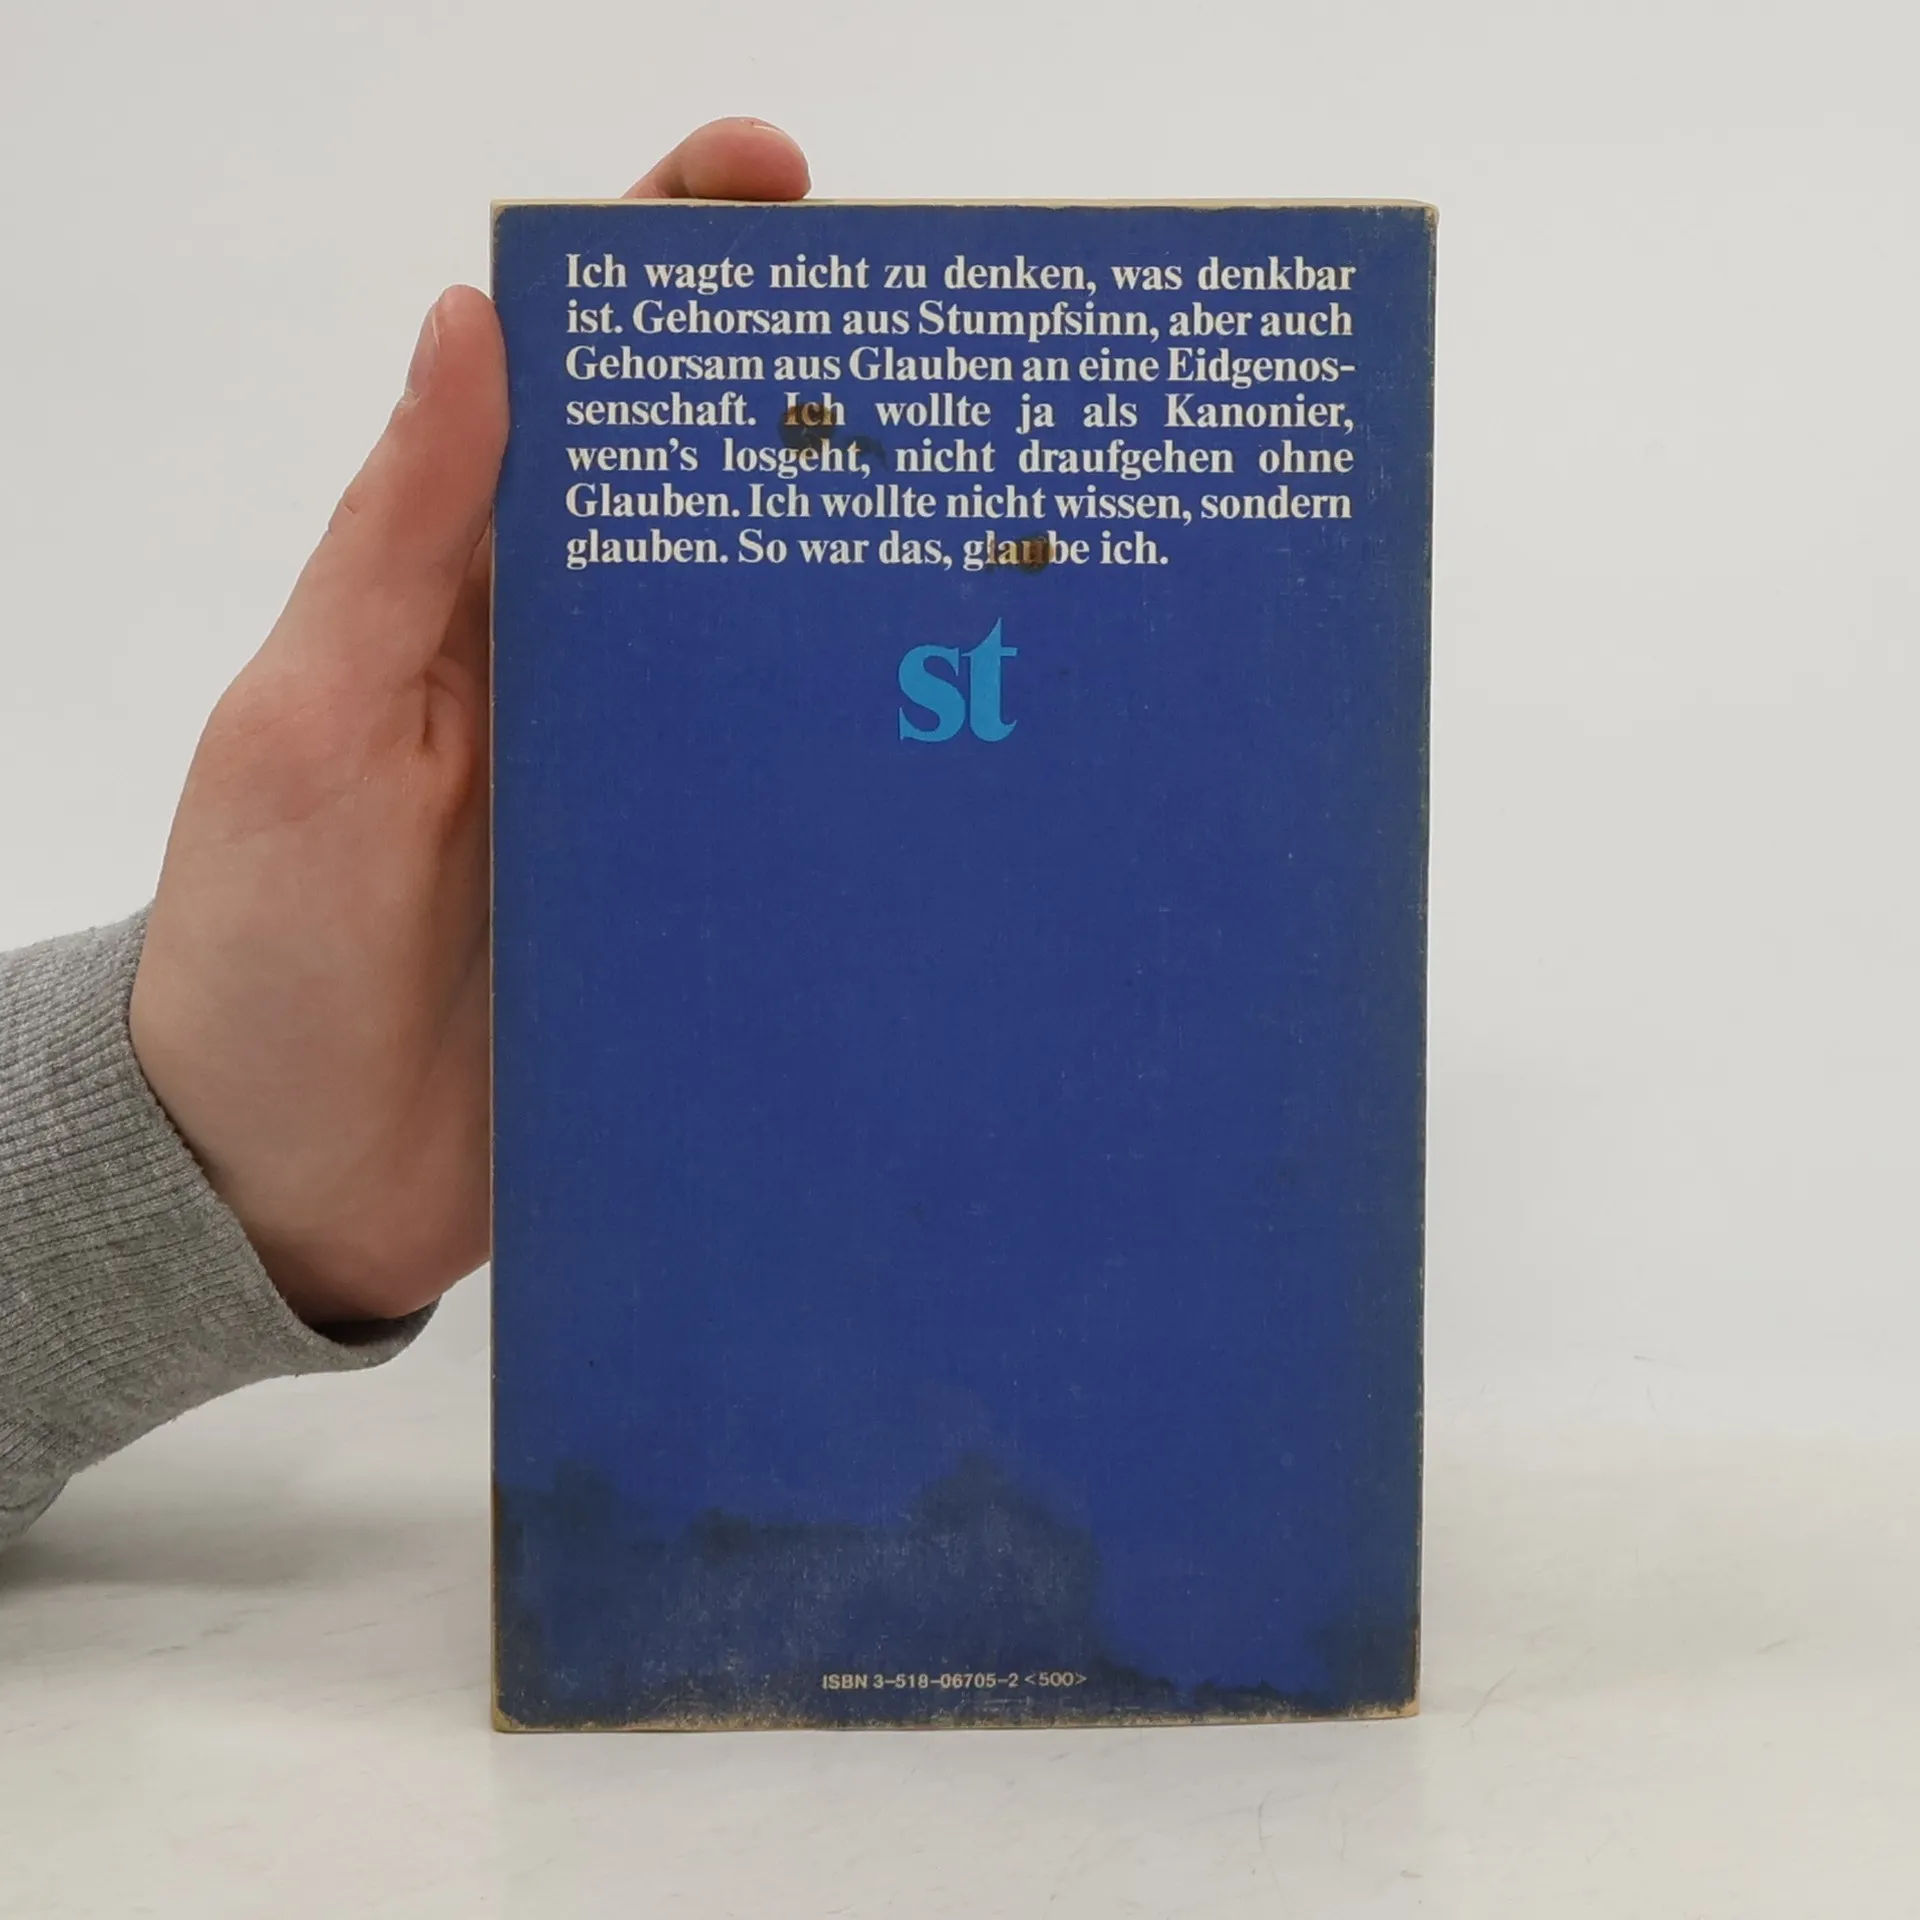 Ich wagte nicht zu denken, was denkbar
ist. Gehorsam aus Stumpfsinn, aber auch
Gehorsam aus Glauben an eine Eidgenos-
senschaft. Ich wollte ja als Kanonier,
wenn's losgeht, nicht draufgehen ohne
Glauben. Ich wollte nicht wissen, sondern
glauben. So war das, glaube ich.
st
ISBN 3-518-06705-2 <500>